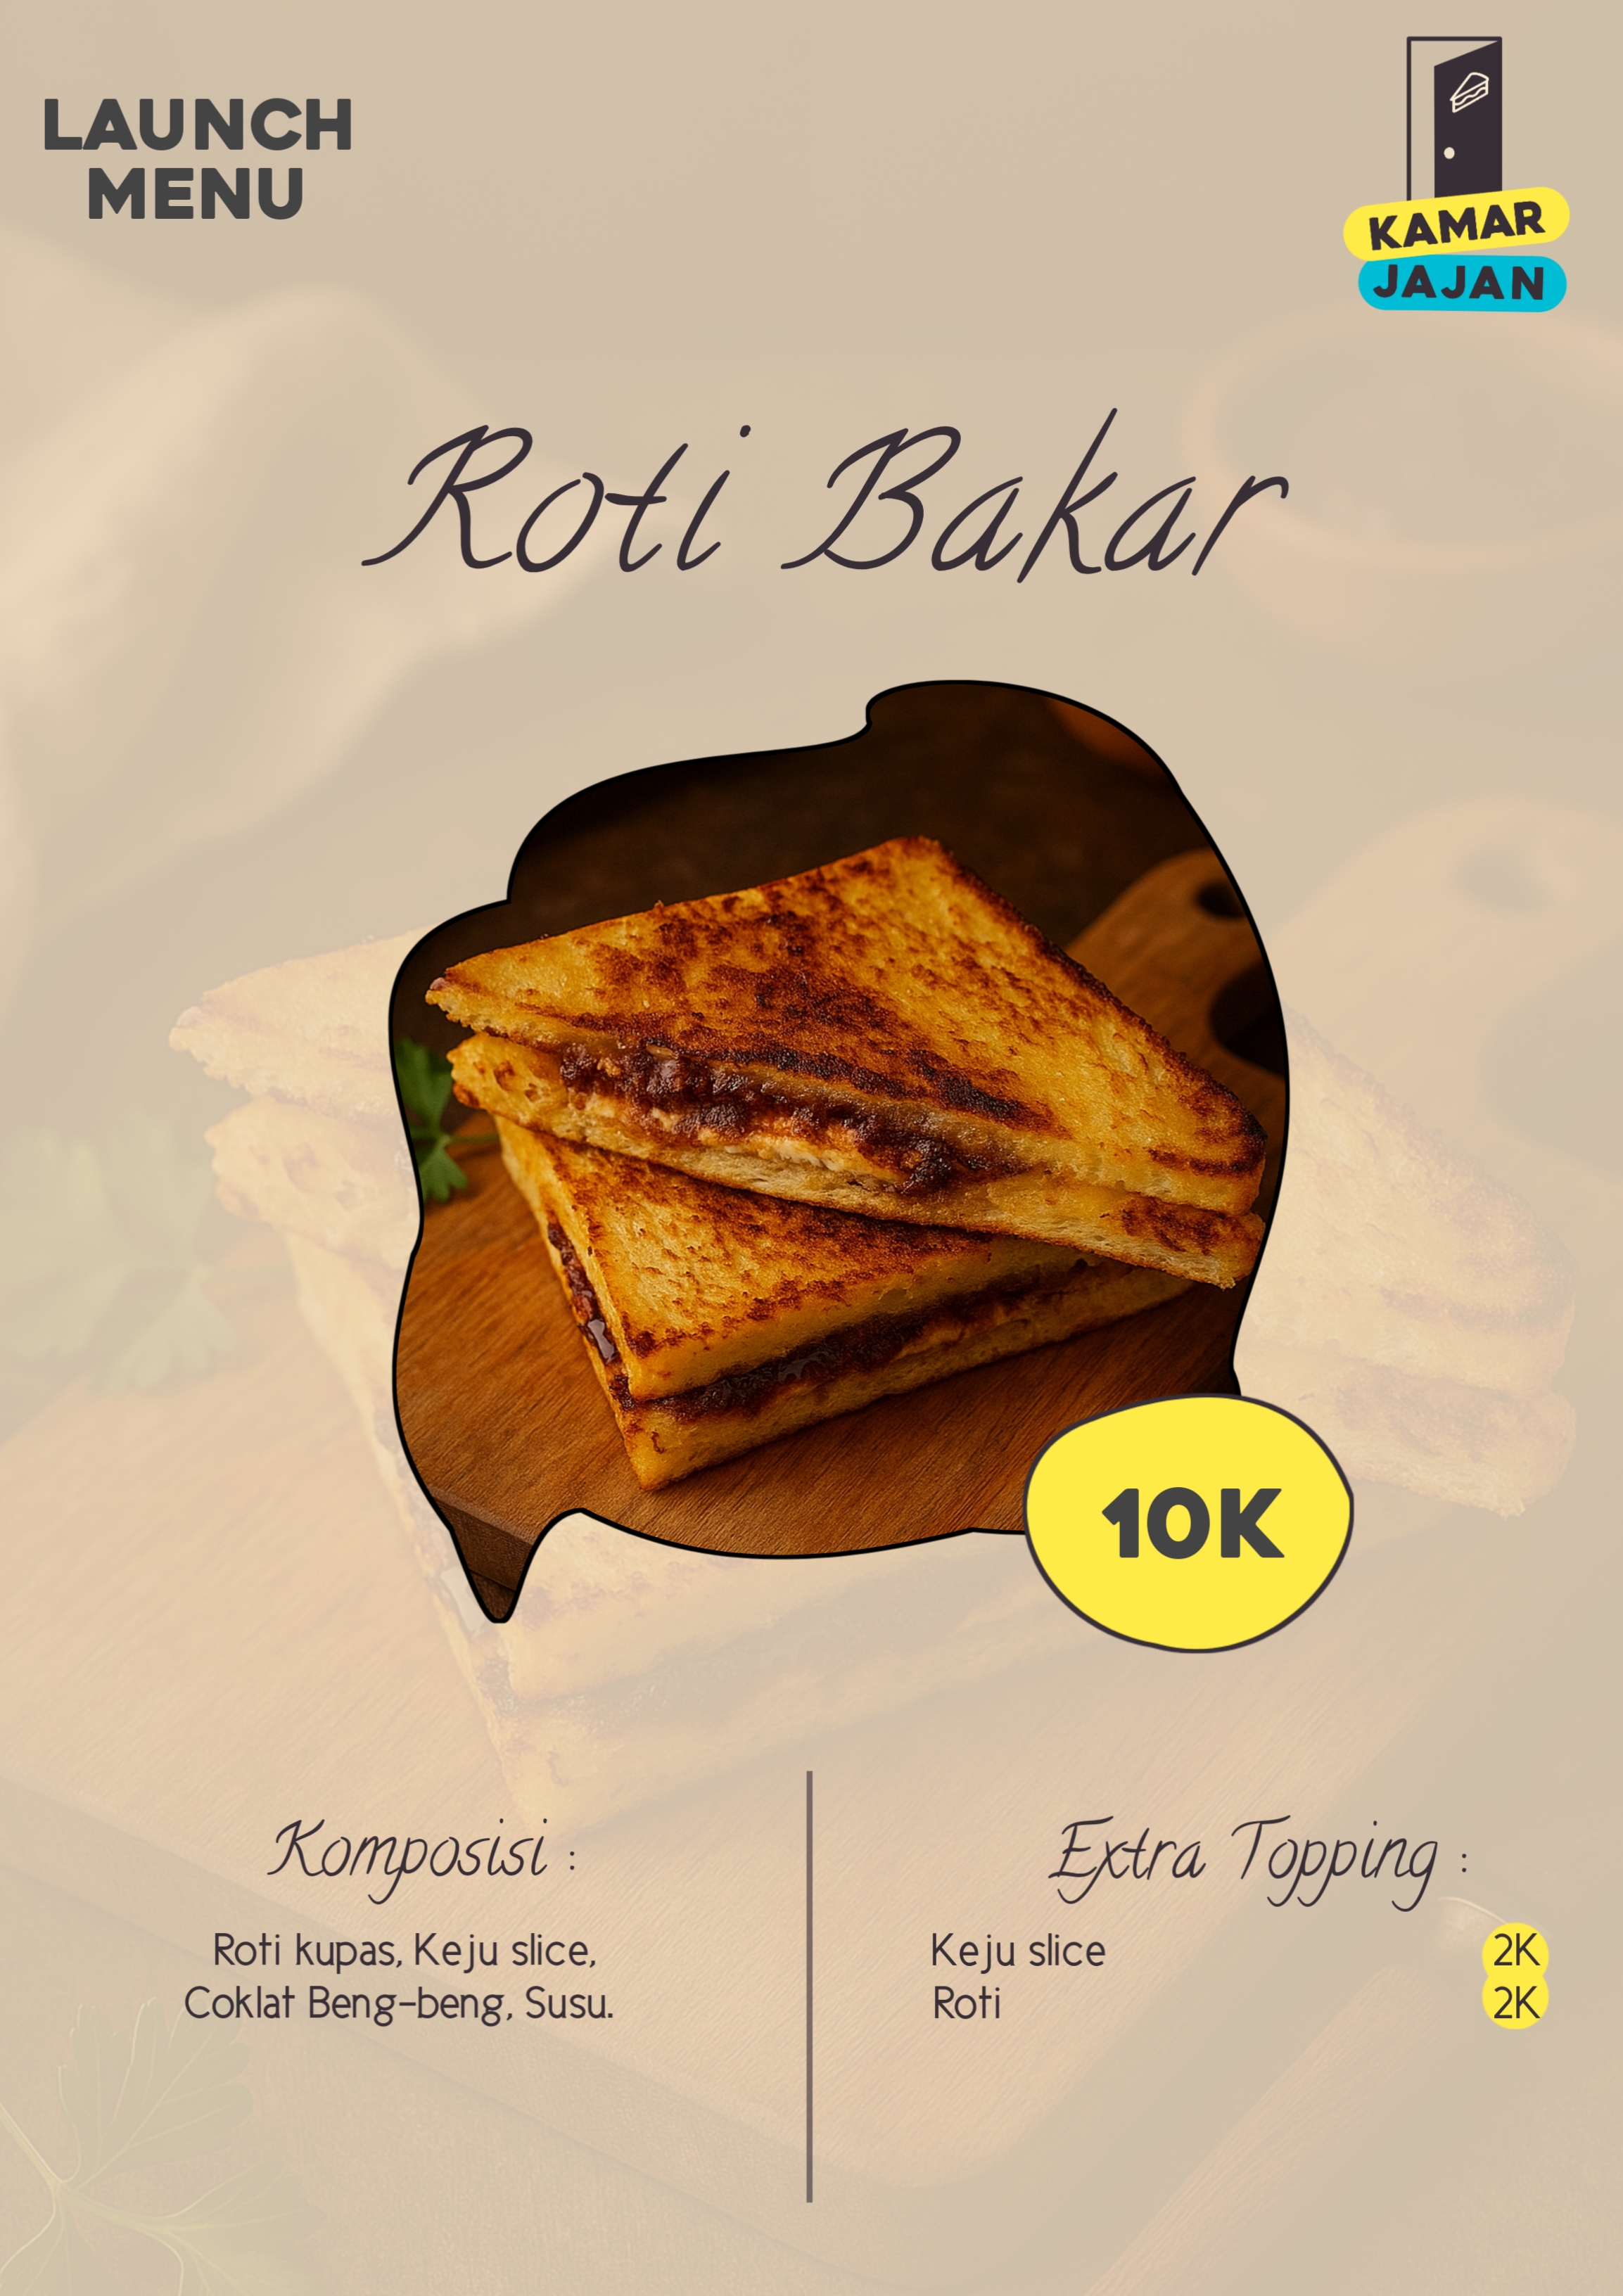 LAUNCH
MENU
KAMAR
JAJAN
Roti Bakar
10K
Komposisi :
Roti kupas, Keju slice,
Coklat Beng-beng, Susu.
Extra Topping :
Keju slice 2K
Roti 2K